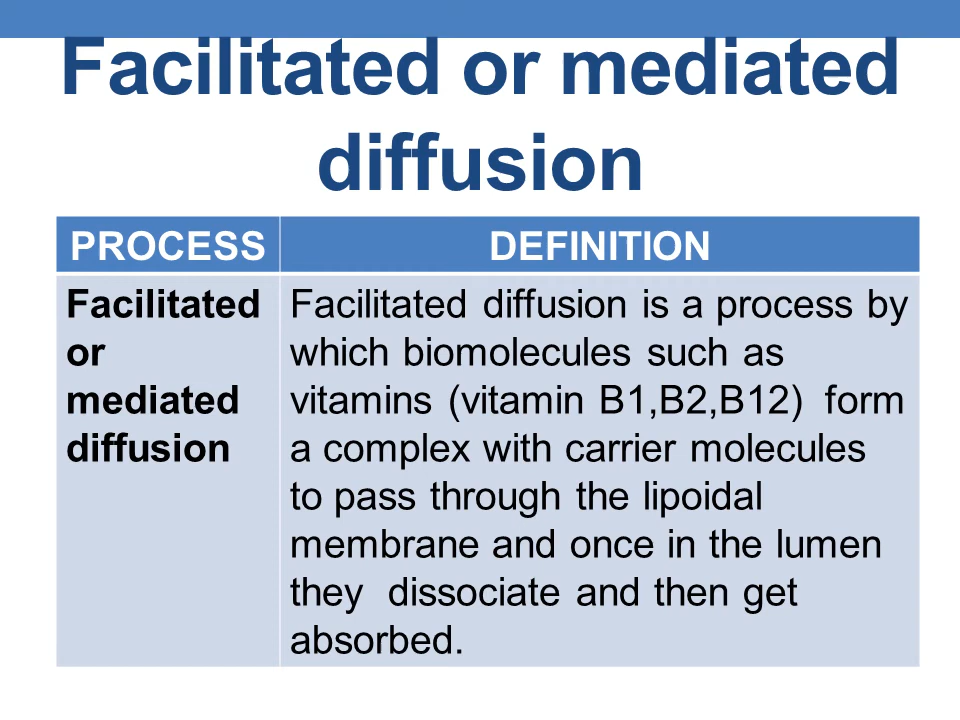 Facilitated or mediated
diffusion
PROCESS
DEFINITION
Facilitated
or
mediated
diffusion
Facilitated diffusion is a process by
which biomolecules such as
vitamins (vitamin B1,B2,B12)  form
a complex with carrier molecules
to pass through the lipoidal
membrane and once in the lumen
they  dissociate and then get
absorbed.